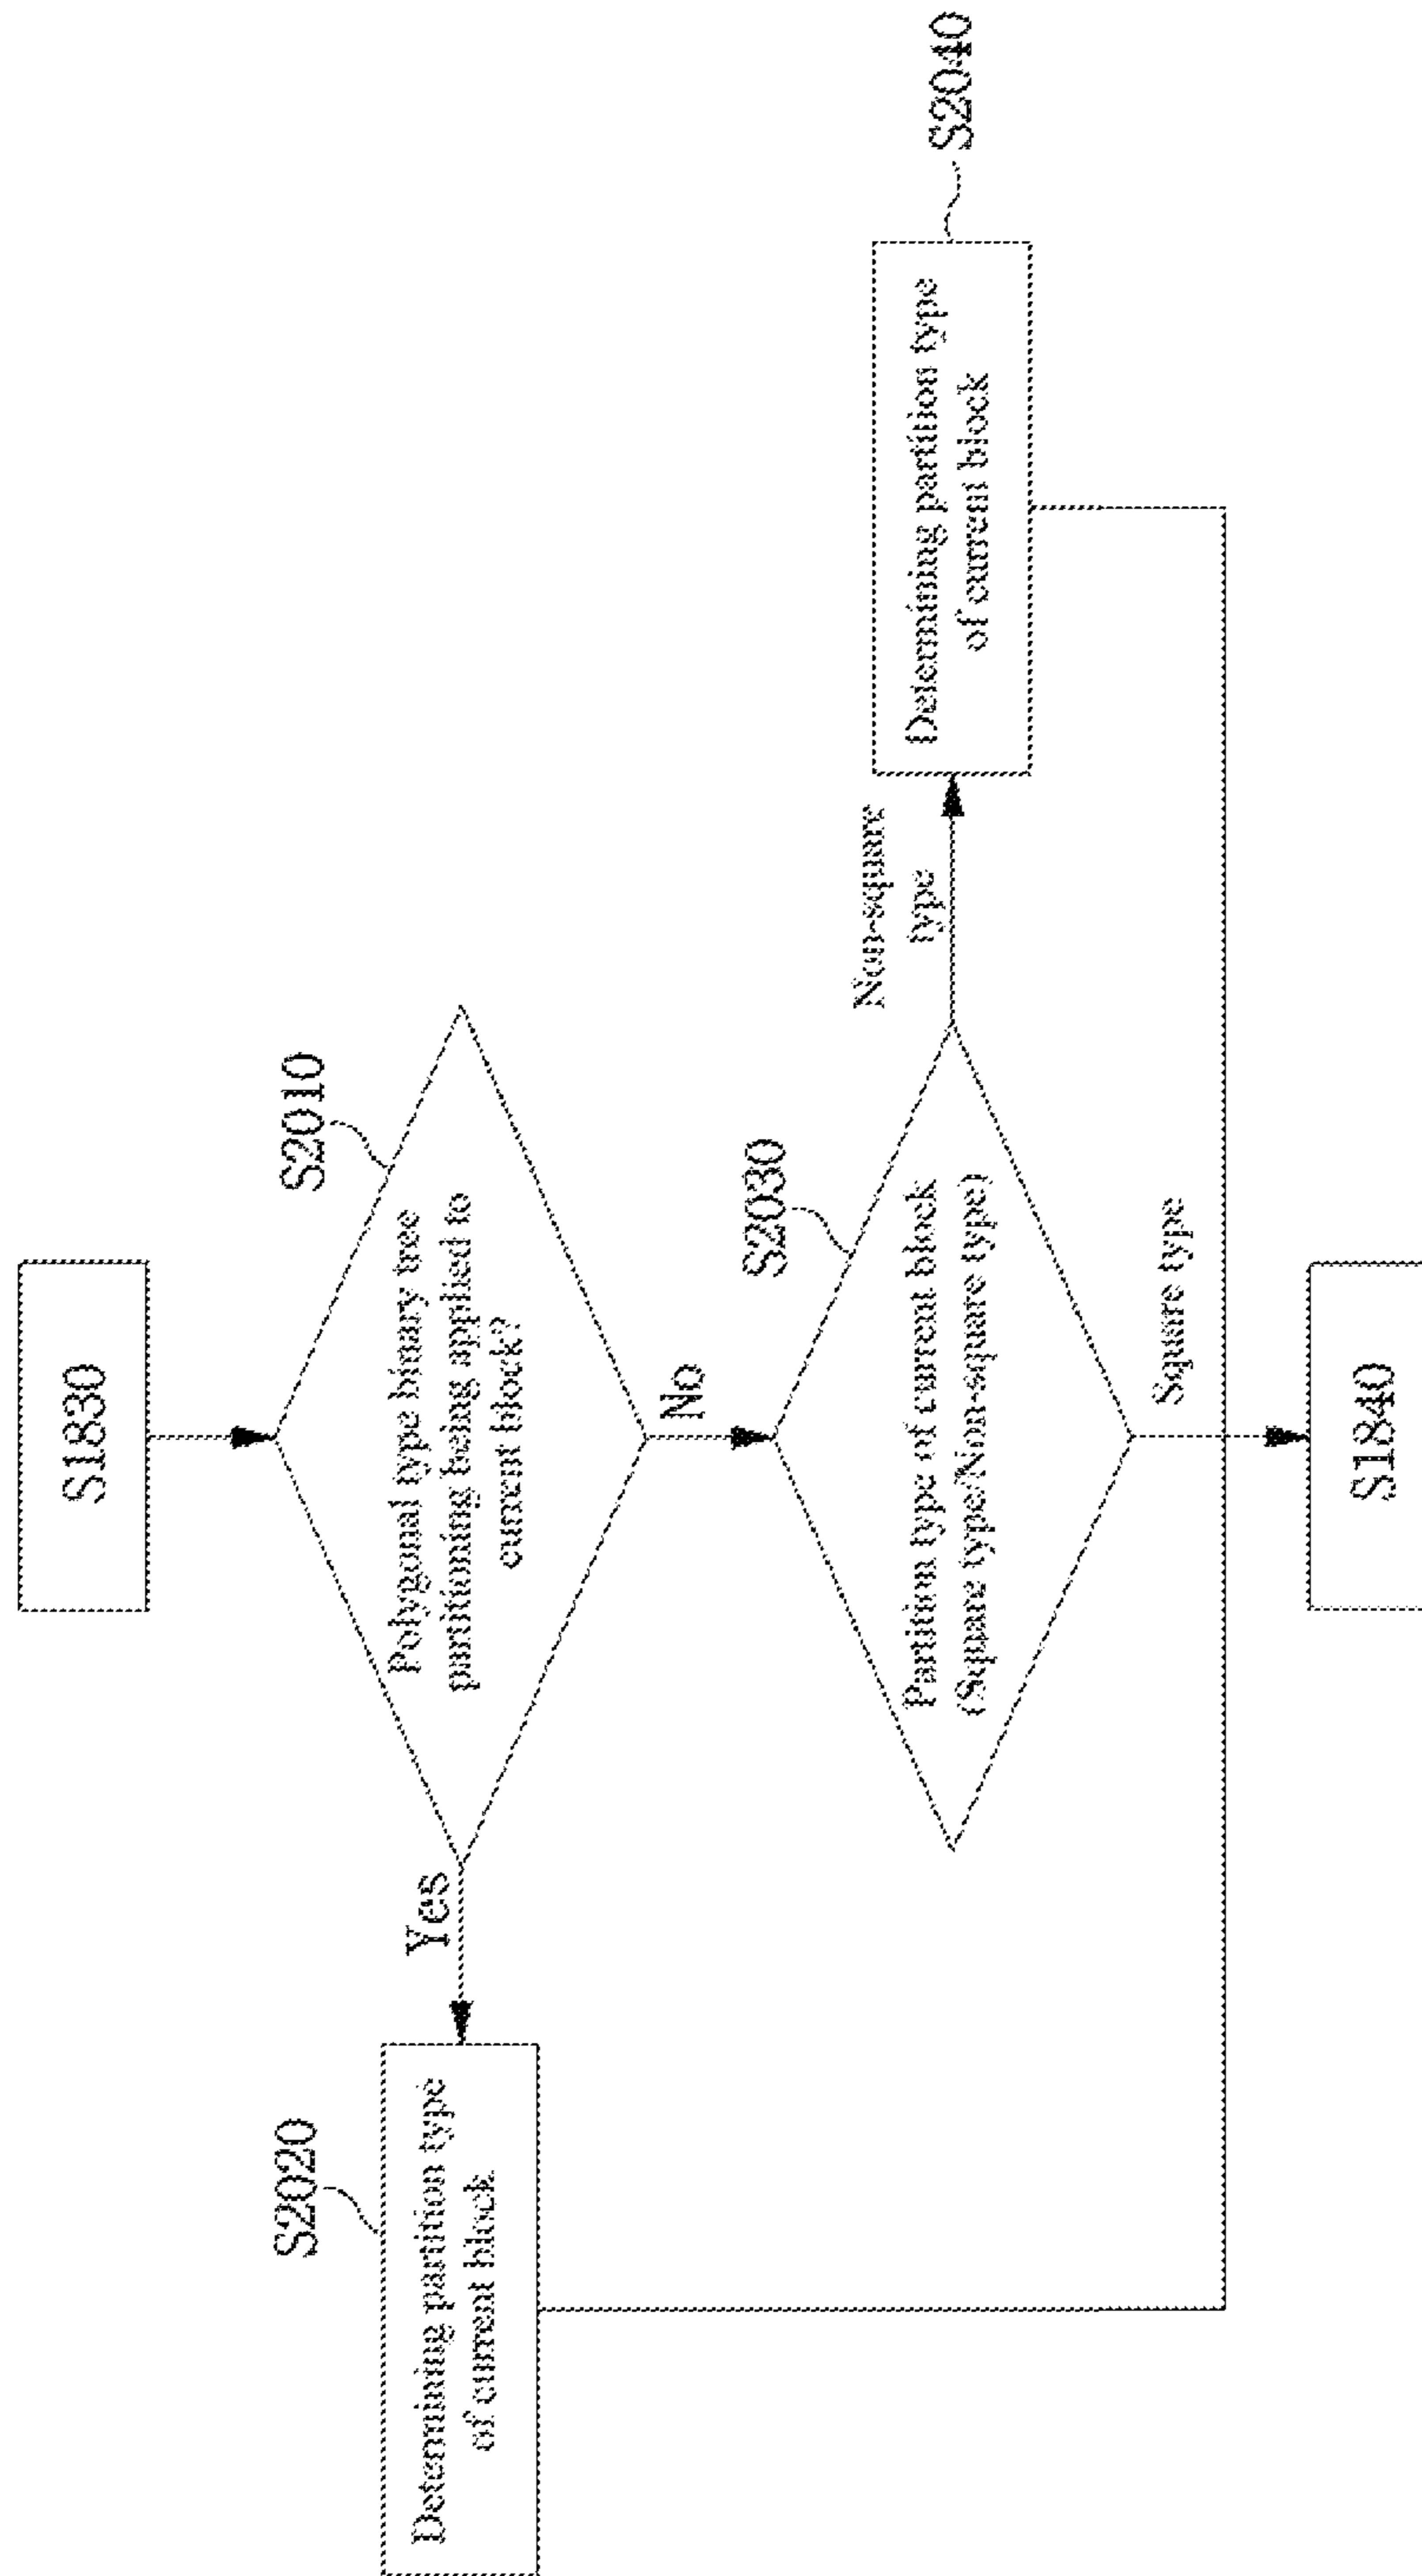 S1830
S2010
Polygonal type binary tree
partitioning being applied to
current block?
Yes
S2020
Determining partition type
of current block
No
S2030
Partition type of current block
(Square type/Non-square type)
Non-square
type
S2040
Determining partition type
of current block
Square type
S1840